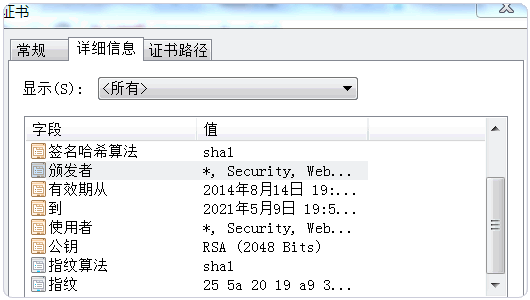 证书
常规 详细信息 证书路径
显示(S): <所有>
字段 值
签名哈希算法 sha1
颁发者 *, Security, Web...
有效期从 2014年8月14日 19:...
到 2021年5月9日 19:5...
使用者 *, Security, Web...
公钥 RSA (2048 Bits)
指纹算法 sha1
指纹 25 5a 20 19 a9 3...